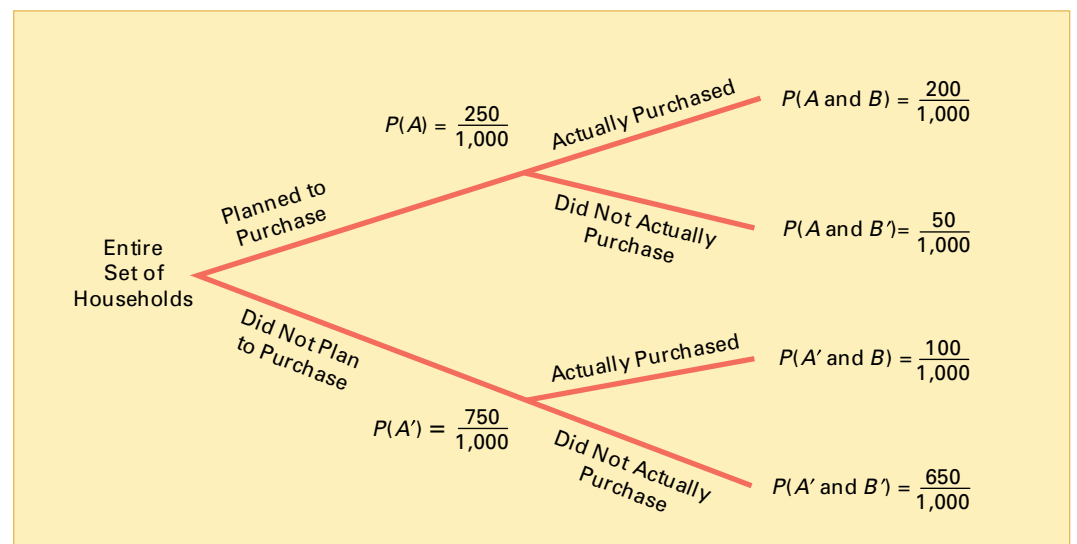 P(A) = 250/1,000
Actually Purchased
P(A and B) = 200/1,000
Planned to
Purchase
Did Not Actually
Purchase
P(A and B′)= 50/1,000
Entire
Set of
Households
Did Not Plan
to Purchase
Actually Purchased
P(A′ and B) = 100/1,000
P(A′) = 750/1,000
Did Not Actually
Purchase
P(A′ and B′) = 650/1,000